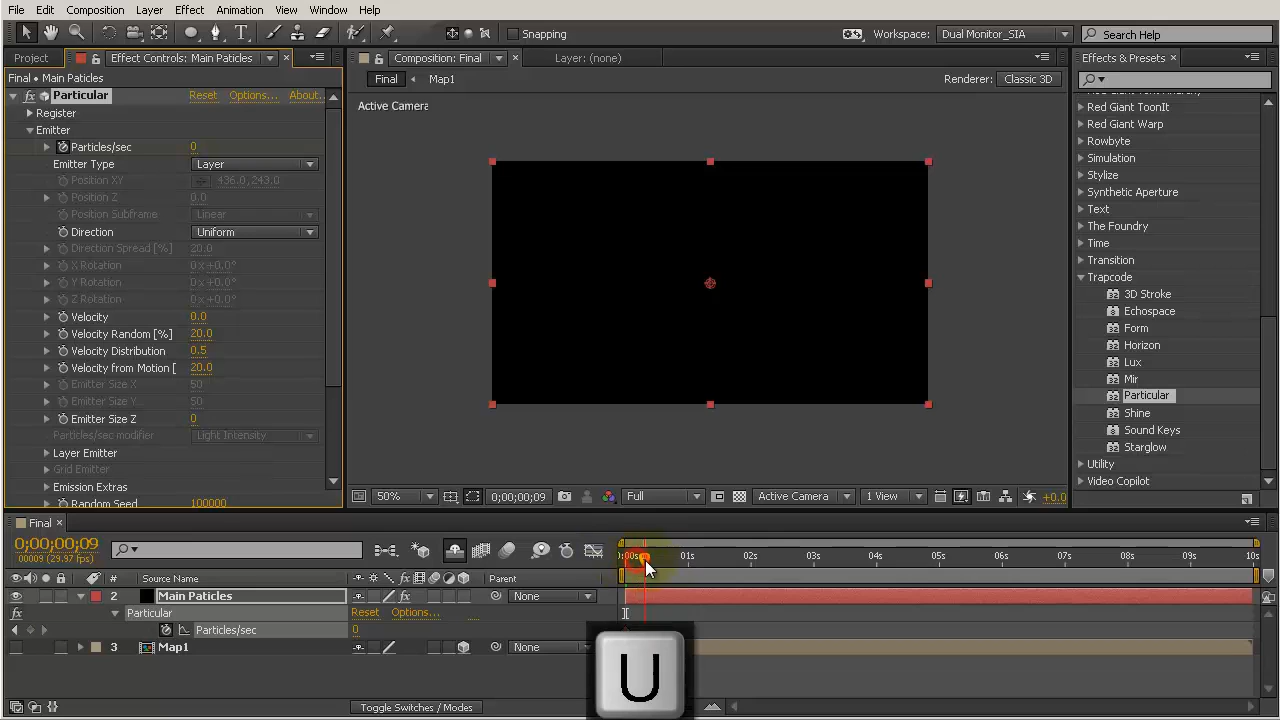 File Edit Composition Layer Effect Animation View Window Help
Snapping Workspace: Dual Monitor_SIA Search Help
Project Effect Controls: Main Paticles Composition: Final Layer: (none) Effects & Presets
Final • Main Paticles Final Map1 Renderer: Classic 3D
fx Particular Reset Options... About.
Active Camera
Register
Emitter
Particles/sec 0
Emitter Type Layer
Position XY 436.0,243.0
Position Z 0.0
Position Subframe Linear
Direction Uniform
Direction Spread [%] 20.0
X Rotation 0x+0.0°
Y Rotation 0x+0.0°
Z Rotation 0x+0.0°
Velocity 0.0
Velocity Random [%] 20.0
Velocity Distribution 0.5
Velocity from Motion [ 20.0
Emitter Size X 50
Emitter Size Y 50
Emitter Size Z 0
Particles/sec modifier Light Intensity
Layer Emitter
Grid Emitter
Emission Extras
Random Seed 100000
Red Giant ToonIt
Red Giant Warp
Rowbyte
Simulation
Stylize
Synthetic Aperture
Text
The Foundry
Time
Transition
Trapcode
3D Stroke
Echospace
Form
Horizon
Lux
Mir
Particular
Shine
Sound Keys
Starglow
Utility
Video Copilot
50% 0;00;00;09 Full Active Camera 1 View +0.0
Final
0;00;00;09
00009 (29.97 fps)
0:00s 01s 02s 03s 04s 05s 06s 07s 08s 09s 10s
# Source Name fx Parent
2 Main Paticles fx None
fx Particular Reset Options...
Particles/sec 0
3 Map1 None
U
Toggle Switches / Modes